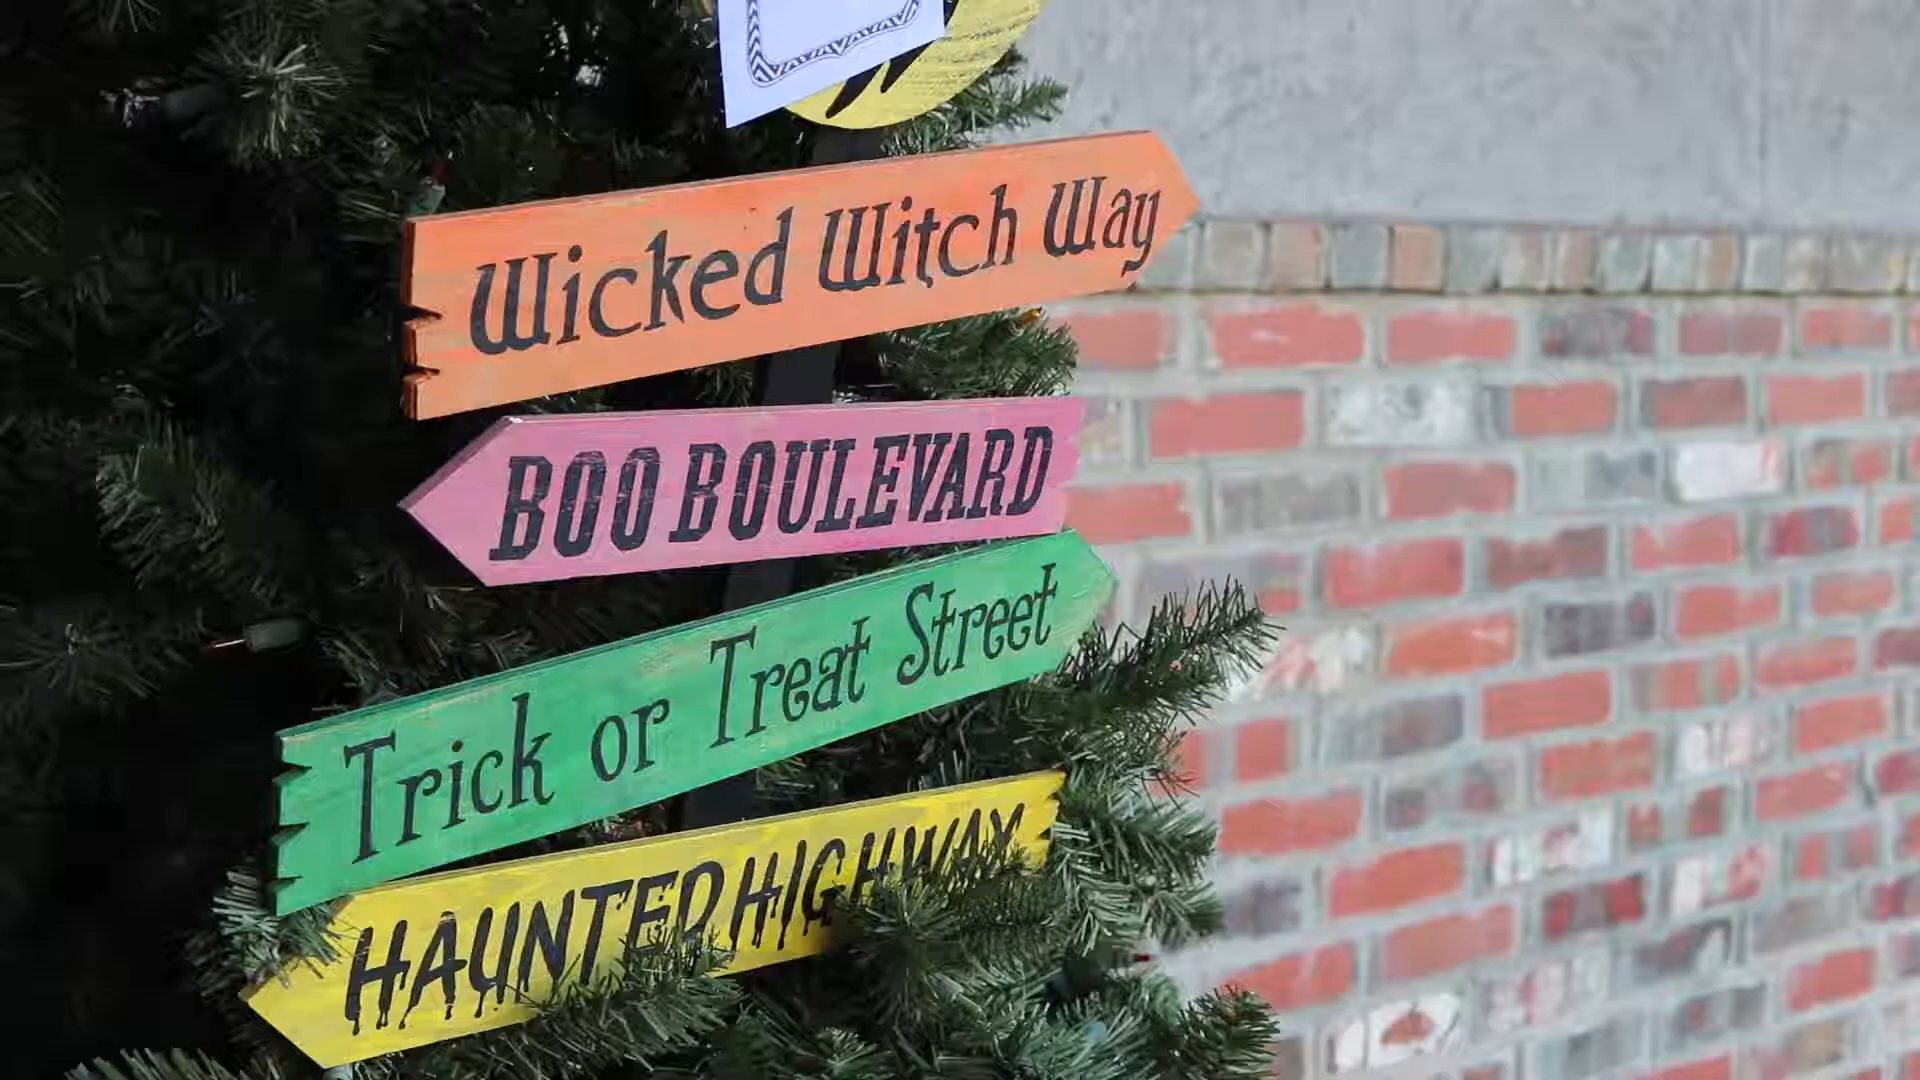 Wicked Witch Way
BOO BOULEVARD
Trick or Treat Street
HAUNTED HIGHWAY